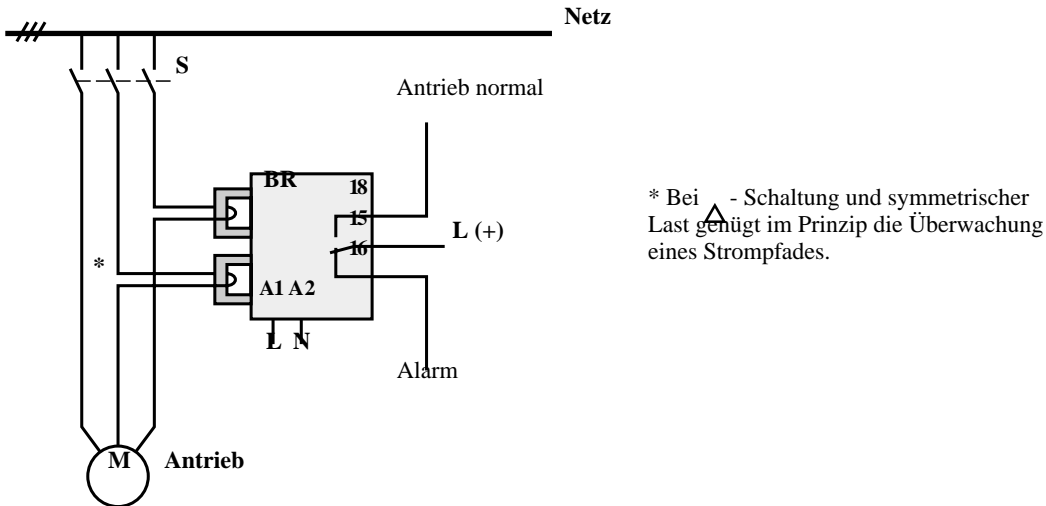 Netz
S
Antrieb normal
BR
18
15
L (+)
16
*
A1 A2
L N
Alarm
M Antrieb
* Bei △ - Schaltung und symmetrischer
Last genügt im Prinzip die Überwachung
eines Strompfades.